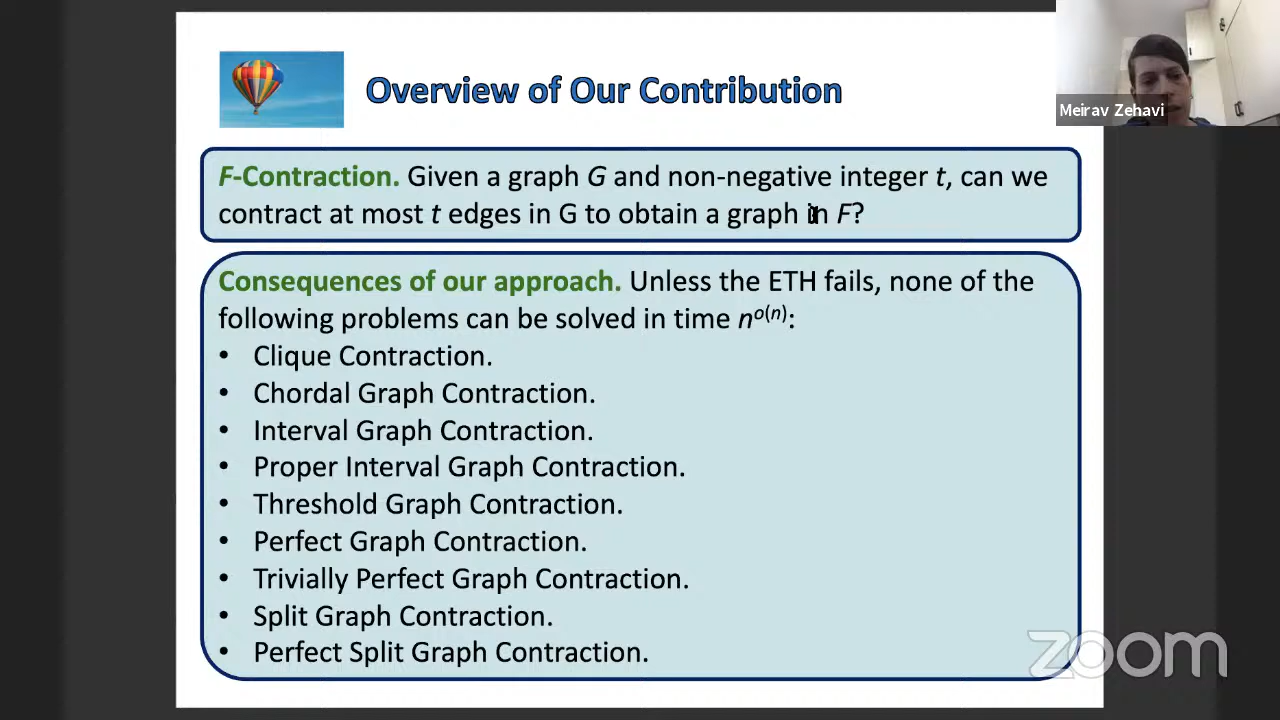 Overview of Our Contribution
Meirav Zehavi
F-Contraction. Given a graph G and non-negative integer t, can we
contract at most t edges in G to obtain a graph in F?
Consequences of our approach. Unless the ETH fails, none of the
following problems can be solved in time n^o(n):
• Clique Contraction.
• Chordal Graph Contraction.
• Interval Graph Contraction.
• Proper Interval Graph Contraction.
• Threshold Graph Contraction.
• Perfect Graph Contraction.
• Trivially Perfect Graph Contraction.
• Split Graph Contraction.
• Perfect Split Graph Contraction.
zoom